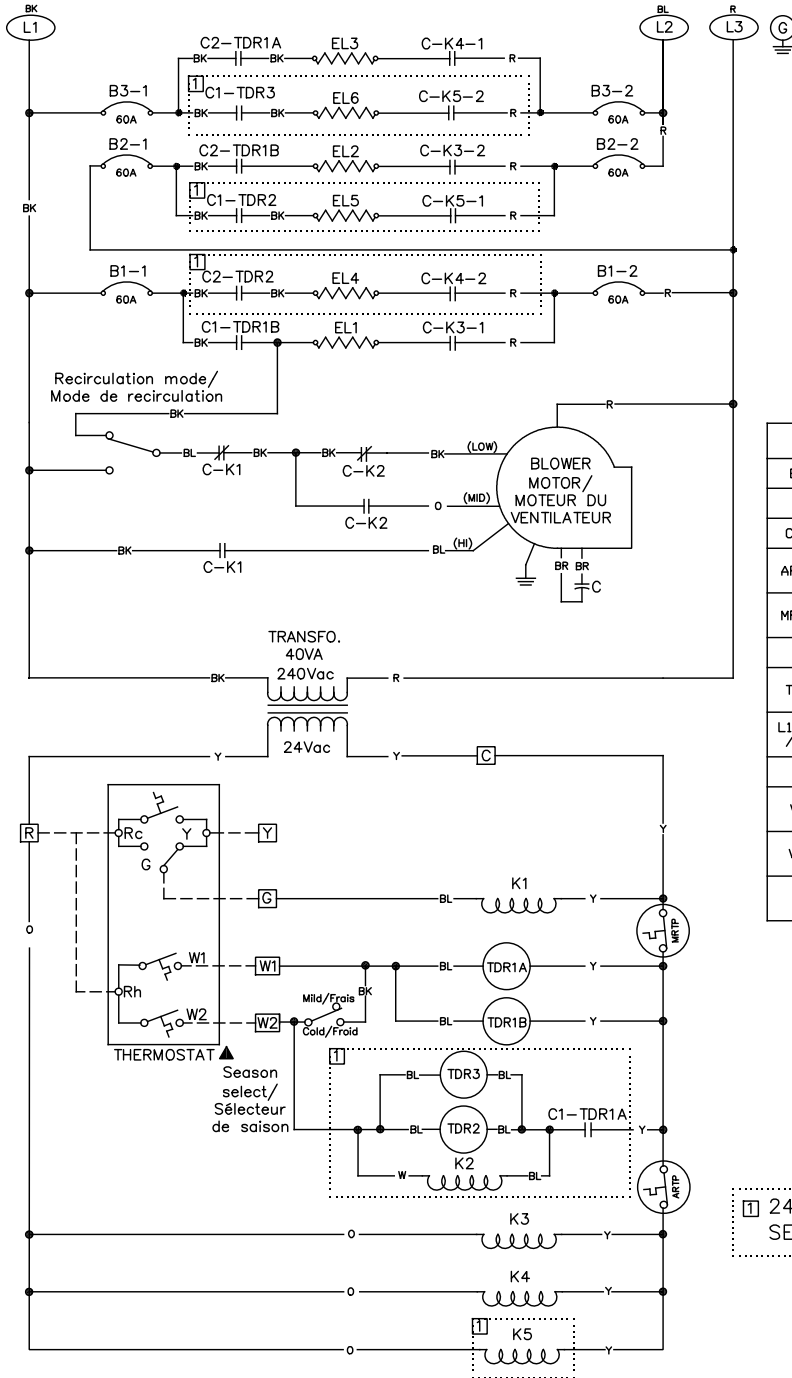 BK
L1
BL
L2
R
L3
G
C2-TDR1A EL3 C-K4-1
BK BK R
1
B3-1 C1-TDR3 EL6 C-K5-2 B3-2
60A BK BK R 60A
R
B2-1 C2-TDR1B EL2 C-K3-2 B2-2
60A BK BK R 60A
1
C1-TDR2 EL5 C-K5-1
BK BK BK R
1
B1-1 C2-TDR2 EL4 C-K4-2 B1-2
60A BK BK R 60A R
C1-TDR1B EL1 C-K3-1
BK R
Recirculation mode/
Mode de recirculation
BK
R
BL BK BK BK (LOW)
C-K1 C-K2
BLOWER
MOTOR/
MOTEUR DU
VENTILATEUR
O (MID)
C-K2
BK BL (HI)
C-K1
BR BR
C
TRANSFO.
40VA
240Vac
BK R
24Vac
Y Y C
R Rc Y Y
Y
G
G BL K1 Y
O
MRTP
W1 W1 BL TDR1A Y
BK
Rh
Mild/Frais
W2 W2 BL TDR1B Y
Cold/Froid
THERMOSTAT
1
Season
select/
Sélecteur
de saison
BL TDR3 BL
BL TDR2 BL C1-TDR1A Y
K2
W BL
ARTP
K3
O Y
K4
O Y
1
K5
O Y
E
C
AF
MF
T
L1
/
V
V
1 24
SE